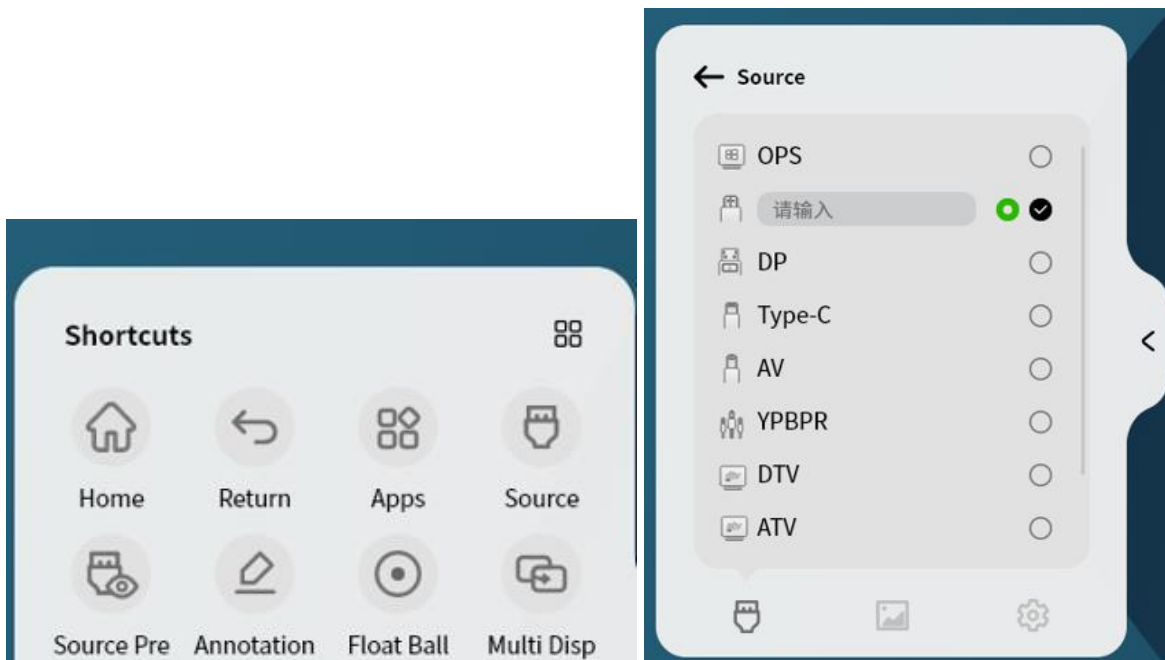 Shortcuts
Home Return Apps Source
Source Pre Annotation Float Ball Multi Disp
Source
OPS
请输入
DP
Type-C
AV
YPBPR
DTV
ATV